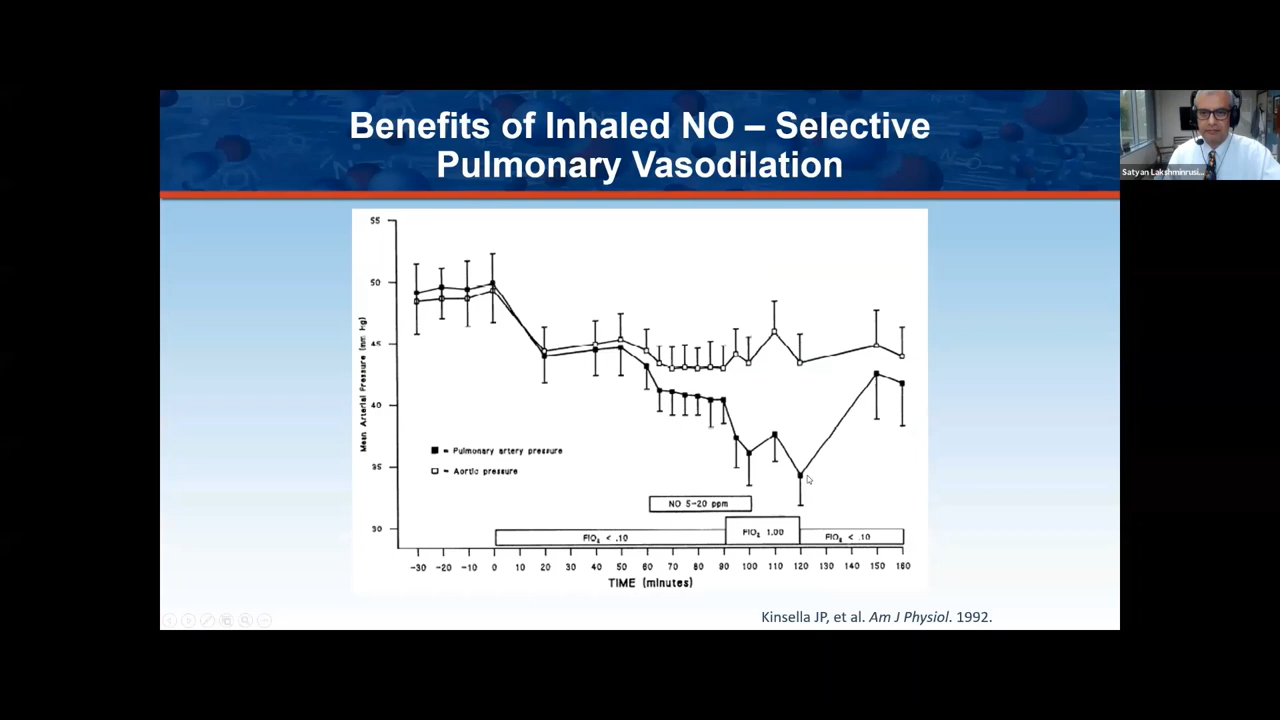 Benefits of Inhaled NO – Selective
Pulmonary Vasodilation
Satyan Lakshminrusi...
55
50
45
40
35
30
Mean Arterial Pressure (mm Hg)
■ = Pulmonary artery pressure
□ = Aortic pressure
NO 5-20 ppm
FIO₂ < .10
FIO₂ 1.00
FIO₂ < .10
-30 -20 -10 0 10 20 30 40 50 60 70 80 90 100 110 120 130 140 150 160
TIME (minutes)
Kinsella JP, et al. Am J Physiol. 1992.